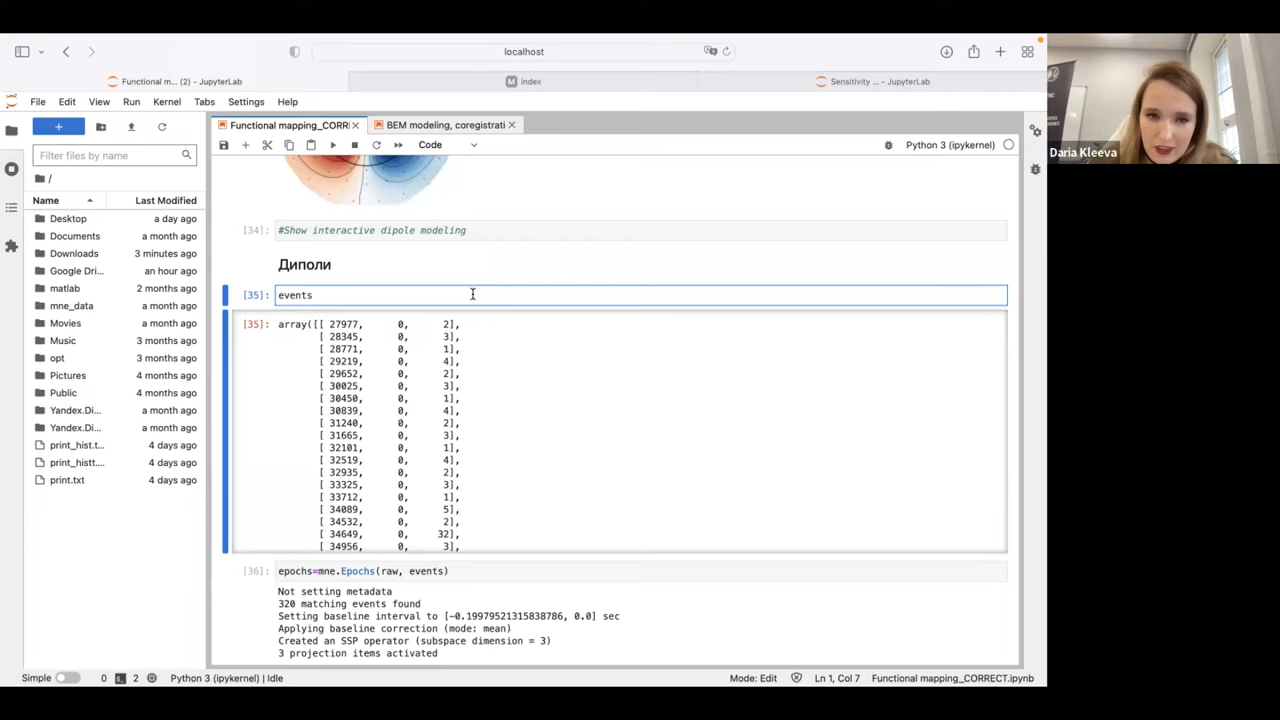 localhost
Functional m... (2) - JupyterLab
M index
Sensitivity ... - JupyterLab
File Edit View Run Kernel Tabs Settings Help
Functional mapping_CORR
BEM modeling, coregistrati
Code
Python 3 (ipykernel)
Daria Kleeva
Filter files by name
/
Name Last Modified
Desktop a day ago
Documents a month ago
Downloads 3 minutes ago
Google Dri... an hour ago
matlab 2 months ago
mne_data a month ago
Movies 3 months ago
Music 3 months ago
opt 3 months ago
Pictures 4 months ago
Public 4 months ago
Yandex.Di... a month ago
Yandex.Di... a month ago
print_hist.t... 4 days ago
print_histt.... 4 days ago
print.txt 4 days ago
[34]: #Show interactive dipole modeling
Диполи
[35]: events
[35]: array([[ 27977, 0, 2],
[ 28345, 0, 3],
[ 28771, 0, 1],
[ 29219, 0, 4],
[ 29652, 0, 2],
[ 30025, 0, 3],
[ 30450, 0, 1],
[ 30839, 0, 4],
[ 31240, 0, 2],
[ 31665, 0, 3],
[ 32101, 0, 1],
[ 32519, 0, 4],
[ 32935, 0, 2],
[ 33325, 0, 3],
[ 33712, 0, 1],
[ 34089, 0, 5],
[ 34532, 0, 2],
[ 34649, 0, 32],
[ 34956, 0, 3],
[36]: epochs=mne.Epochs(raw, events)
Not setting metadata
320 matching events found
Setting baseline interval to [-0.19979521315838786, 0.0] sec
Applying baseline correction (mode: mean)
Created an SSP operator (subspace dimension = 3)
3 projection items activated
Simple 0 2 Python 3 (ipykernel) | Idle Mode: Edit Ln 1, Col 7 Functional mapping_CORRECT.ipynb